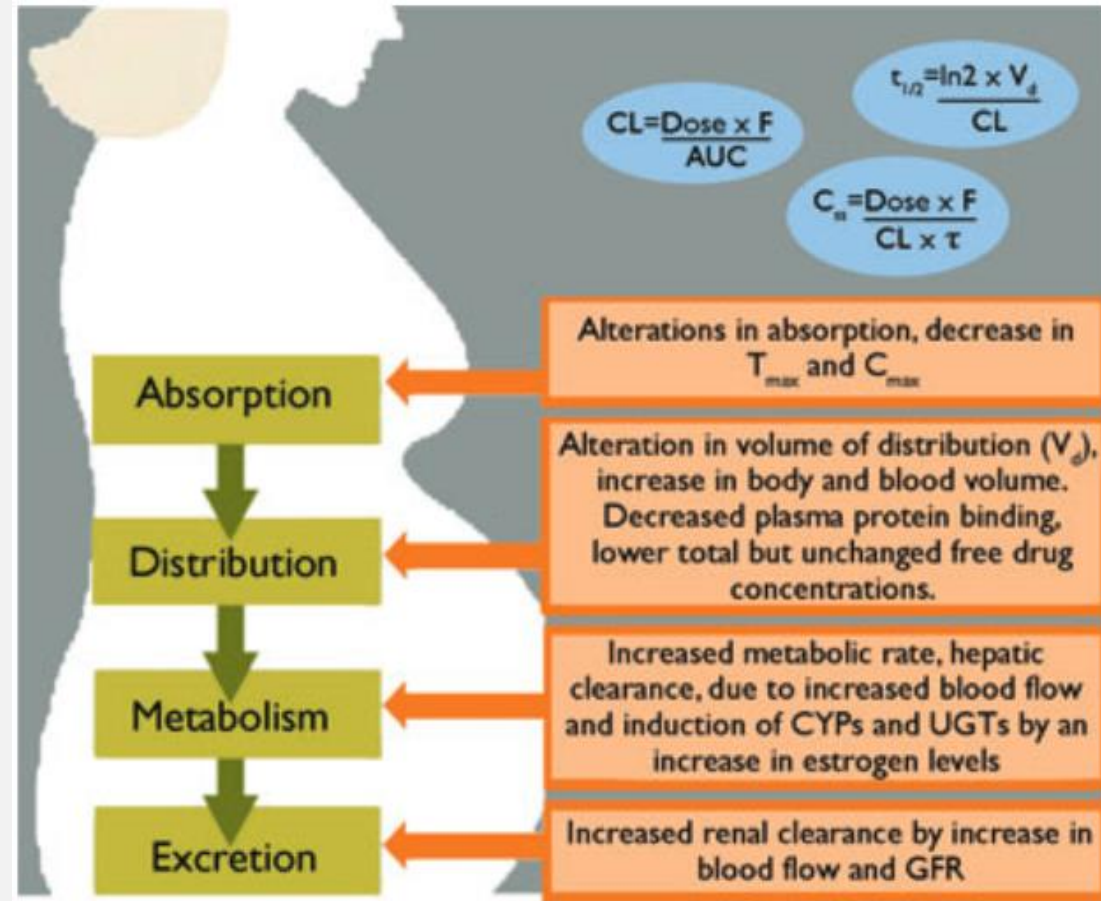 CL=Dose x F
AUC
t1/2=ln2 x Vd
CL
Css=Dose x F
CL x τ
Absorption
Distribution
Metabolism
Excretion
Alterations in absorption, decrease in
Tmax and Cmax
Alteration in volume of distribution (Vd),
increase in body and blood volume.
Decreased plasma protein binding,
lower total but unchanged free drug
concentrations.
Increased metabolic rate, hepatic
clearance, due to increased blood flow
and induction of CYPs and UGTs by an
increase in estrogen levels
Increased renal clearance by increase in
blood flow and GFR